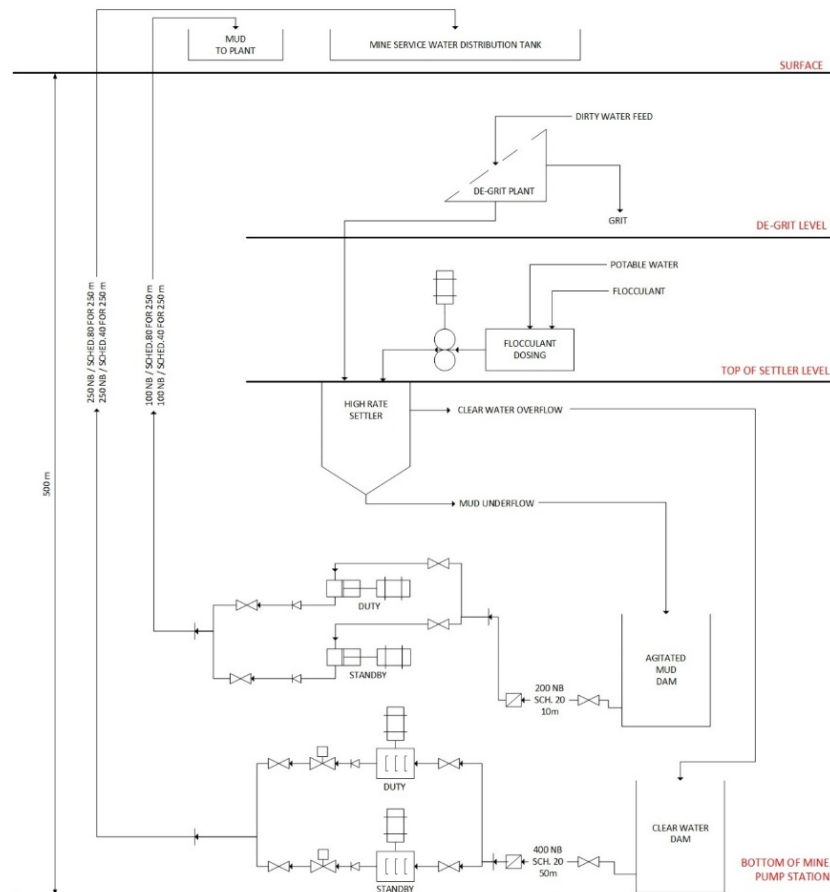 MUD
TO PLANT
MINE SERVICE WATER DISTRIBUTION TANK
SURFACE
DIRTY WATER FEED
DE-GRIT PLANT
GRIT
DE-GRIT LEVEL
POTABLE WATER
FLOCCULANT
FLOCCULANT
DOSING
TOP OF SETTLER LEVEL
250 NB / SCHED.80 FOR 250 m
250 NB / SCHED.40 FOR 250 m
100 NB / SCHED.80 FOR 250 m
100 NB / SCHED.40 FOR 250 m
HIGH RATE
SETTLER
CLEAR WATER OVERFLOW
500 m
MUD UNDERFLOW
DUTY
STANDBY
200 NB
SCH. 20
10m
AGITATED
MUD
DAM
DUTY
STANDBY
400 NB
SCH. 20
50m
CLEAR WATER
DAM
BOTTOM OF MINE
PUMP STATION